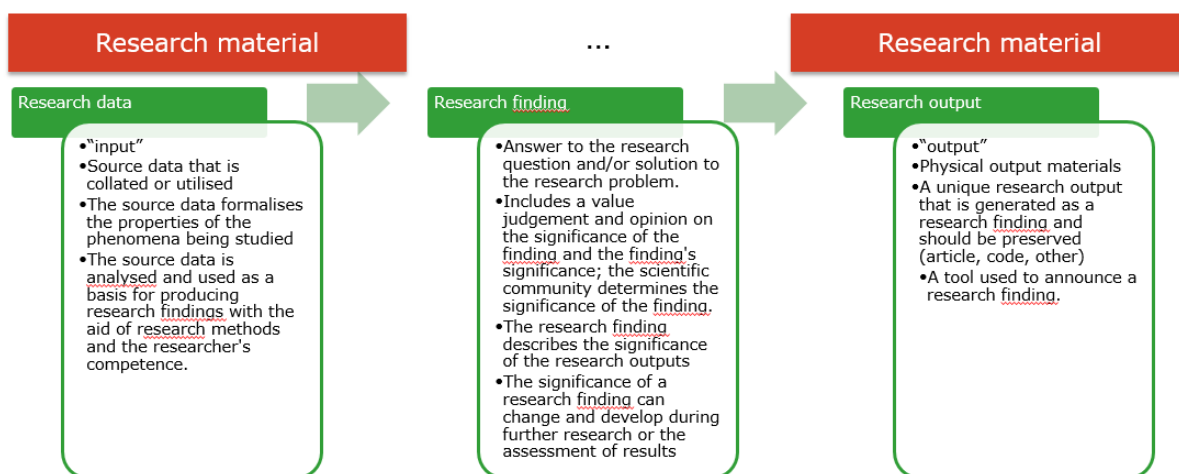 Research material
...
Research material
Research data
•"input"
•Source data that is
collated or utilised
•The source data formalises
the properties of the
phenomena being studied
•The source data is
analysed and used as a
basis for producing
research findings with the
aid of research methods
and the researcher's
competence.
Research finding
•Answer to the research
question and/or solution to
the research problem.
•Includes a value
judgement and opinion on
the significance of the
finding and the finding's
significance; the scientific
community determines the
significance of the finding.
•The research finding
describes the significance
of the research outputs
•The significance of a
research finding can
change and develop during
further research or the
assessment of results
Research output
•"output"
•Physical output materials
•A unique research output
that is generated as a
research finding and
should be preserved
(article, code, other)
•A tool used to announce a
research finding.